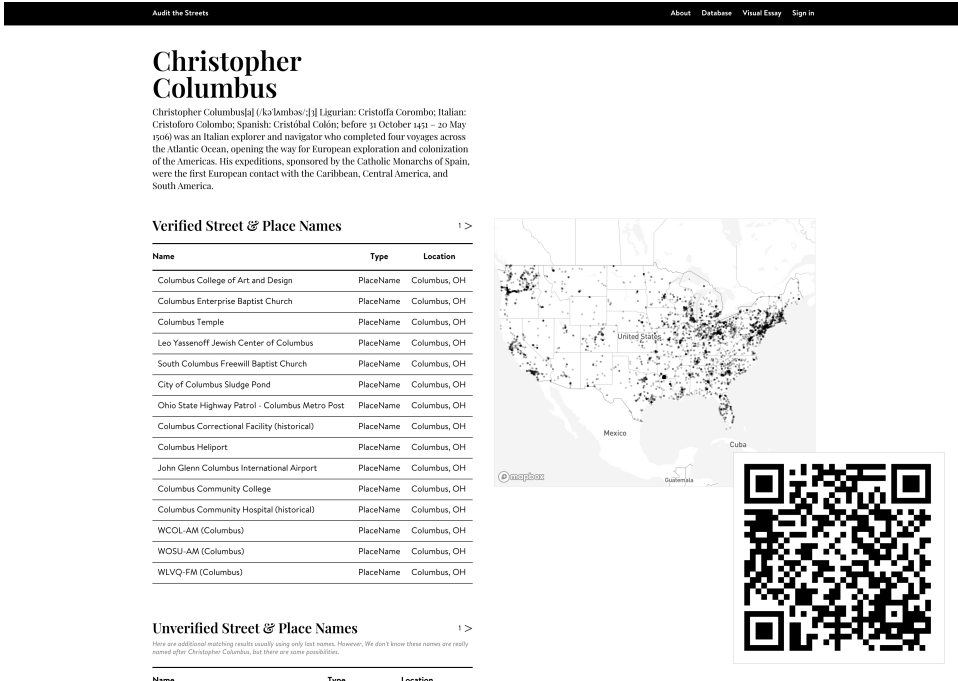 Audit the Streets
About Database Visual Essay Sign in
Christopher
Columbus
Christopher Columbus[a] (/kəˈlʌmbəs/;[3] Ligurian: Cristoffa Corombo; Italian:
Cristoforo Colombo; Spanish: Cristóbal Colón; before 31 October 1451 – 20 May
1506) was an Italian explorer and navigator who completed four voyages across
the Atlantic Ocean, opening the way for European exploration and colonization
of the Americas. His expeditions, sponsored by the Catholic Monarchs of Spain,
were the first European contact with the Caribbean, Central America, and
South America.
Verified Street & Place Names 1 >
Name Type Location
Columbus College of Art and Design PlaceName Columbus, OH
Columbus Enterprise Baptist Church PlaceName Columbus, OH
Columbus Temple PlaceName Columbus, OH
Leo Yassenoff Jewish Center of Columbus PlaceName Columbus, OH
South Columbus Freewill Baptist Church PlaceName Columbus, OH
City of Columbus Sludge Pond PlaceName Columbus, OH
Ohio State Highway Patrol - Columbus Metro Post PlaceName Columbus, OH
Columbus Correctional Facility (historical) PlaceName Columbus, OH
Columbus Heliport PlaceName Columbus, OH
John Glenn Columbus International Airport PlaceName Columbus, OH
Columbus Community College PlaceName Columbus, OH
Columbus Community Hospital (historical) PlaceName Columbus, OH
WCOL-AM (Columbus) PlaceName Columbus, OH
WOSU-AM (Columbus) PlaceName Columbus, OH
WLVQ-FM (Columbus) PlaceName Columbus, OH
United States
Mexico
Cuba
Guatemala
mapbox
Unverified Street & Place Names 1 >
Here are additional matching results usually using only last names. However, We don't know these names are really
named after Christopher Columbus, but there are some possibilities.
Name Type Location